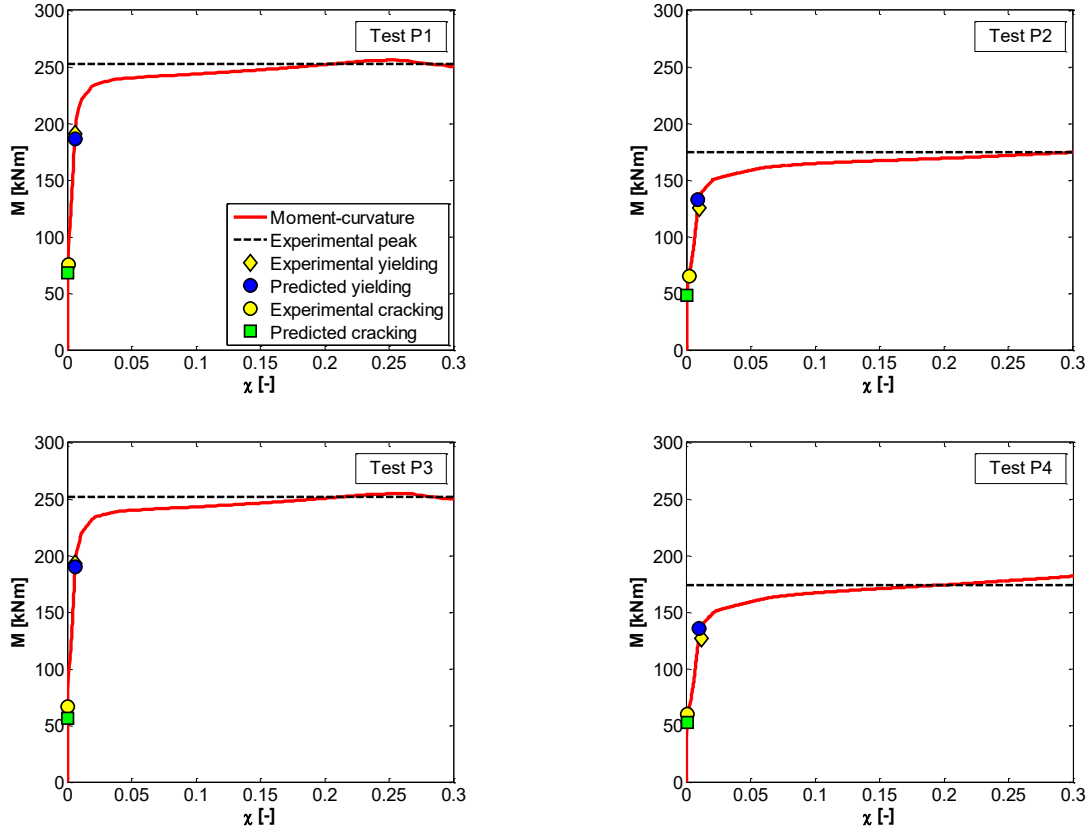 300
250
200
150
100
50
0
M [kNm]
Test P1
Moment-curvature
Experimental peak
Experimental yielding
Predicted yielding
Experimental cracking
Predicted cracking
0 0.05 0.1 0.15 0.2 0.25 0.3
χ [-]
300
250
200
150
100
50
0
M [kNm]
Test P2
0 0.05 0.1 0.15 0.2 0.25 0.3
χ [-]
300
250
200
150
100
50
0
M [kNm]
Test P3
0 0.05 0.1 0.15 0.2 0.25 0.3
χ [-]
300
250
200
150
100
50
0
M [kNm]
Test P4
0 0.05 0.1 0.15 0.2 0.25 0.3
χ [-]